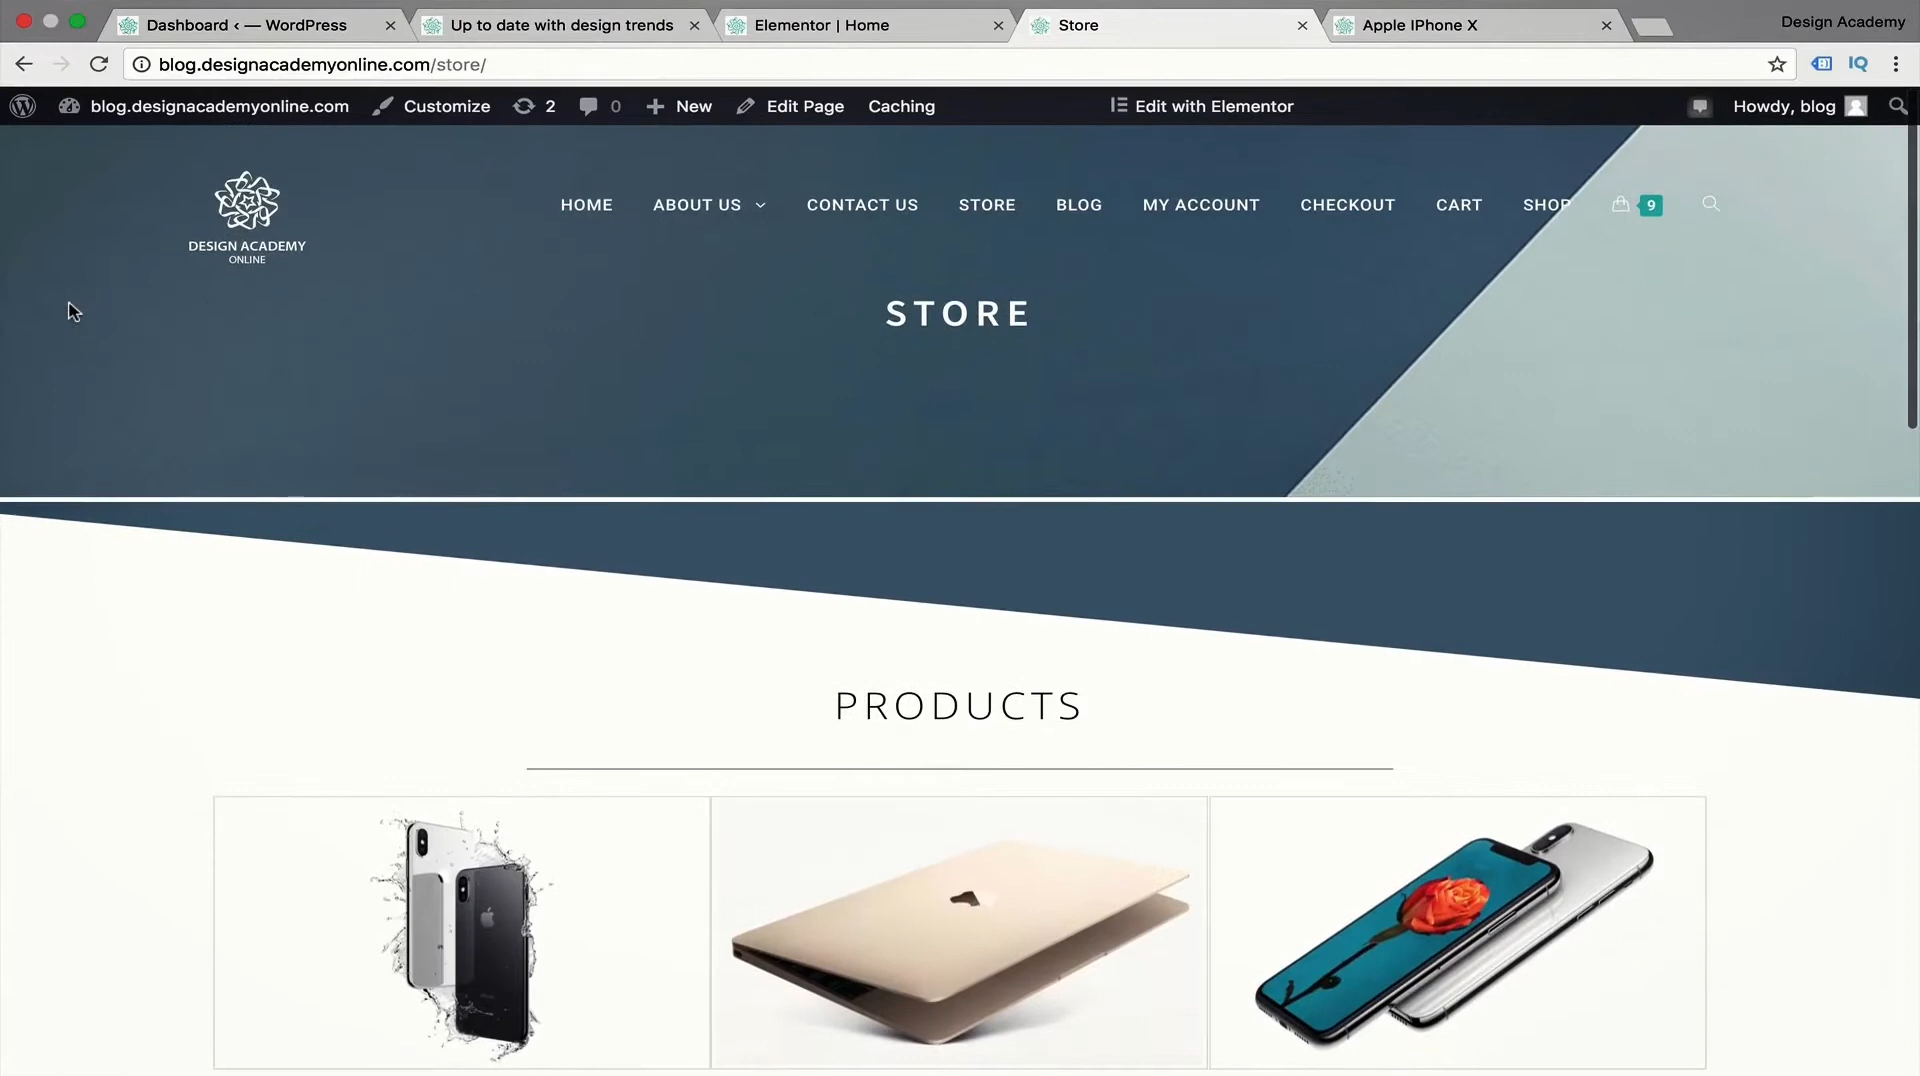 Dashboard ‹ — WordPress
Up to date with design trends
Elementor | Home
Store
Apple IPhone X
Design Academy
blog.designacademyonline.com/store/
IQ
blog.designacademyonline.com
Customize
2
0
New
Edit Page
Caching
Edit with Elementor
Howdy, blog
DESIGN ACADEMY
ONLINE
HOME
ABOUT US
CONTACT US
STORE
BLOG
MY ACCOUNT
CHECKOUT
CART
SHOP
9
STORE
PRODUCTS